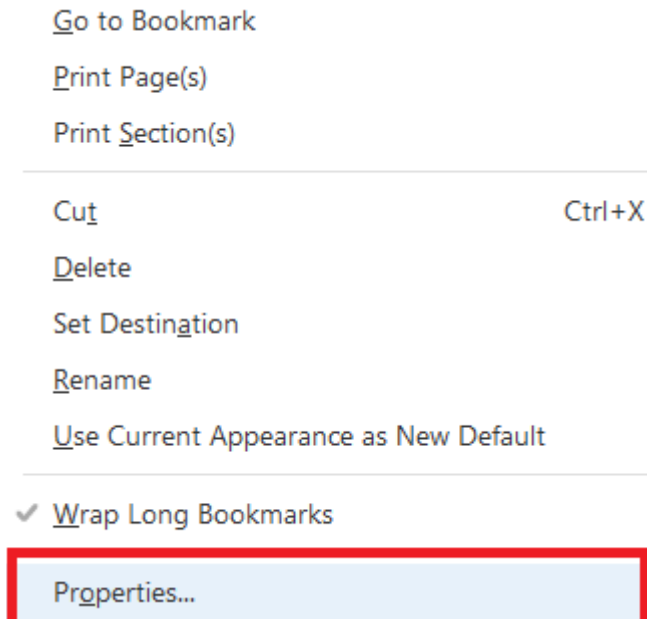 Go to Bookmark
Print Page(s)
Print Section(s)
Cut Ctrl+X
Delete
Set Destination
Rename
Use Current Appearance as New Default
Wrap Long Bookmarks
Properties...